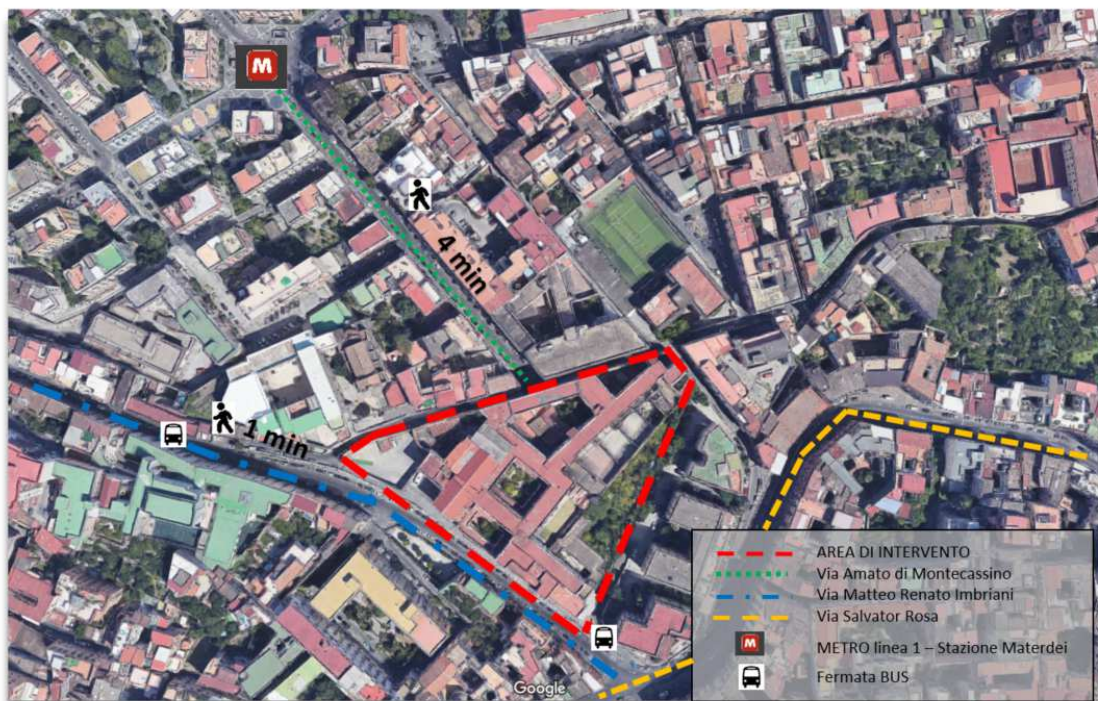 M
4 min
1 min
AREA DI INTERVENTO
Via Amato di Montecassino
Via Matteo Renato Imbriani
Via Salvator Rosa
M METRO linea 1 – Stazione Materdei
Fermata BUS
Google